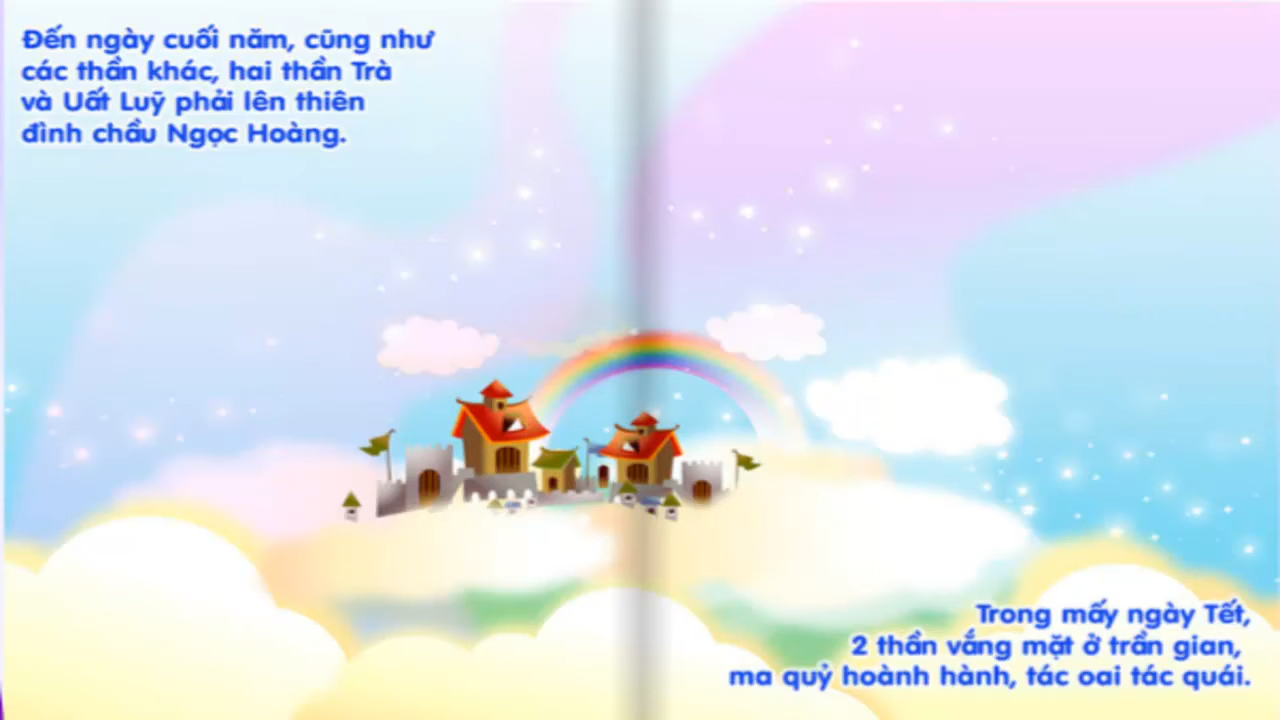 Đến ngày cuối năm, cũng như
các thần khác, hai thần Trà
và Uất Luỹ phải lên thiên
đình chầu Ngọc Hoàng.
Trong mấy ngày Tết,
2 thần vắng mặt ở trần gian,
ma quỷ hoành hành, tác oai tác quái.